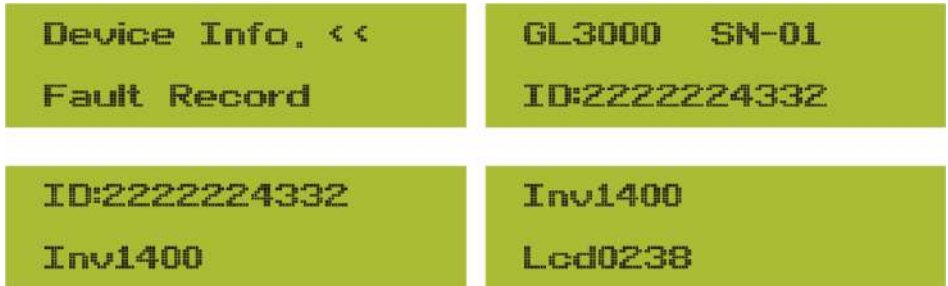 Device Info. <<
Fault Record
GL3000 SN-01
ID:2222224332
ID:2222224332
Inv1400
Inv1400
Lcd0238